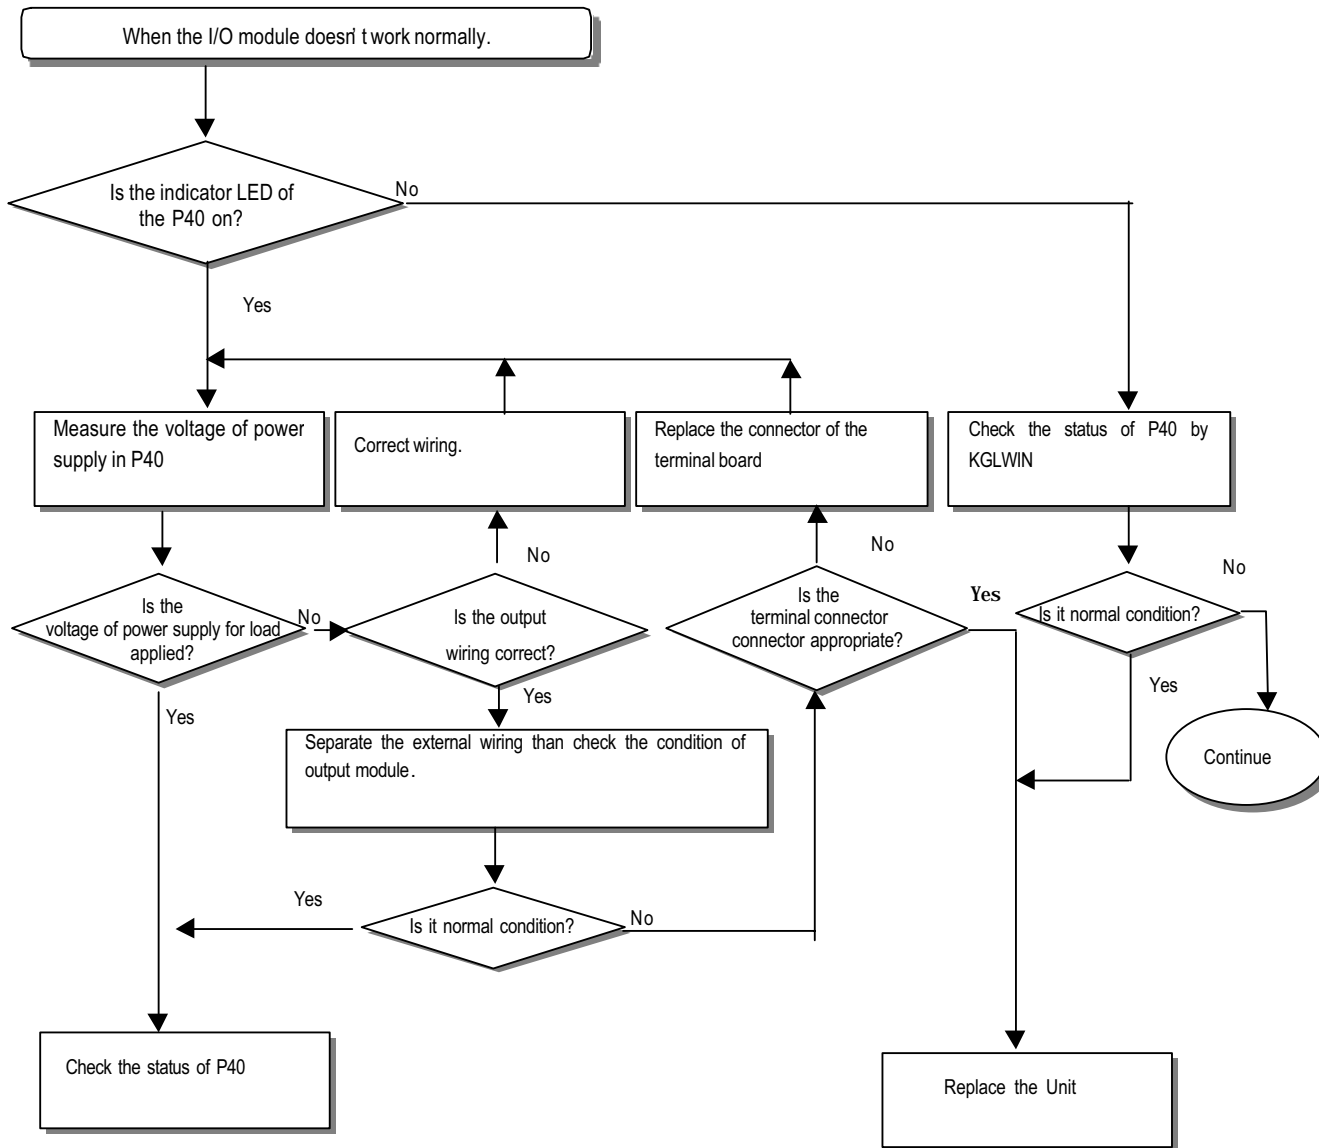 When the I/O module doesn't work normally.
Is the indicator LED of
the P40 on?
No
Yes
Measure the voltage of power
supply in P40
Correct wiring.
Replace the connector of the
terminal board
Check the status of P40 by
KGLWIN
No
No
No
Is the
voltage of power supply for load
applied?
No
Is the output
wiring correct?
Is the
terminal connector
connector appropriate?
Yes
Is it normal condition?
Yes
Yes
Yes
Separate the external wiring than check the condition of
output module.
Continue
Yes
Is it normal condition?
No
Check the status of P40
Replace the Unit